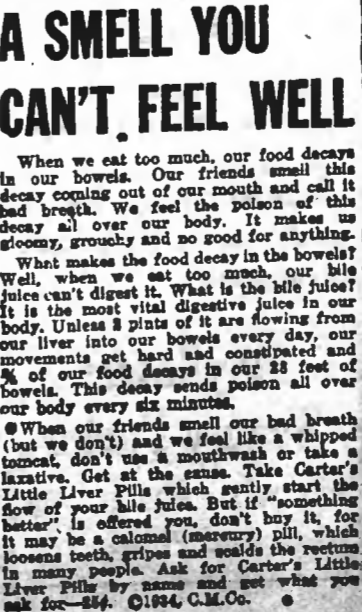 A SMELL YOU
CAN'T FEEL WELL
When we eat too much, our food decays
in our bowels. Our friends smell this
decay coming out of our mouth and call it
bad breath. We feel the poison of this
decay all over our body. It makes us
gloomy, grouchy and no good for anything.
What makes the food decay in the bowels?
Well, when we eat too much, our bile
juice can't digest it. What is the bile juice?
It is the most vital digestive juice in our
body. Unless 2 pints of it are flowing from
our liver into our bowels every day, our
movements get hard and constipated and
¾ of our food decays in our 28 feet of
bowels. This decay sends poison all over
our body every six minutes.
●When our friends smell our bad breath
(but we don't) and we feel like a whipped
tomcat, don't use a mouthwash or take a
laxative. Get at the cause. Take Carter's
Little Liver Pills which gently start the
flow of your bile juice. But if "something
better" is offered you, don't buy it, for
it may be a calomel (mercury) pill, which
loosens teeth, gripes and scalds the rectum
in many people. Ask for Carter's Little
Liver Pills by name and get what you
ask for—25¢. ©1934, C.M.Co.